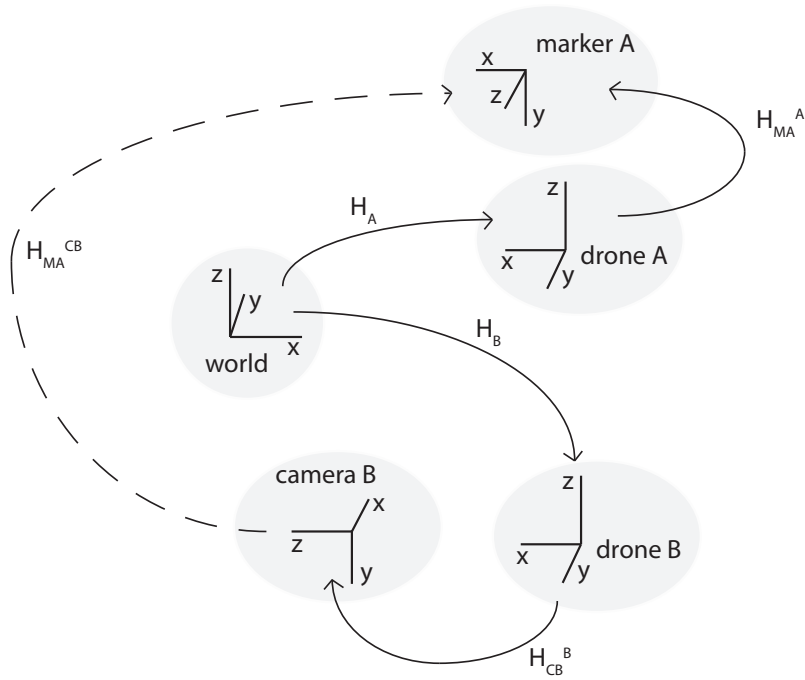 marker A
x
z
y
H_MA^A
z
H_A
x
drone A
y
H_MA^CB
z
y
x
world
H_B
camera B
x
z
y
z
x
drone B
y
H_CB^B